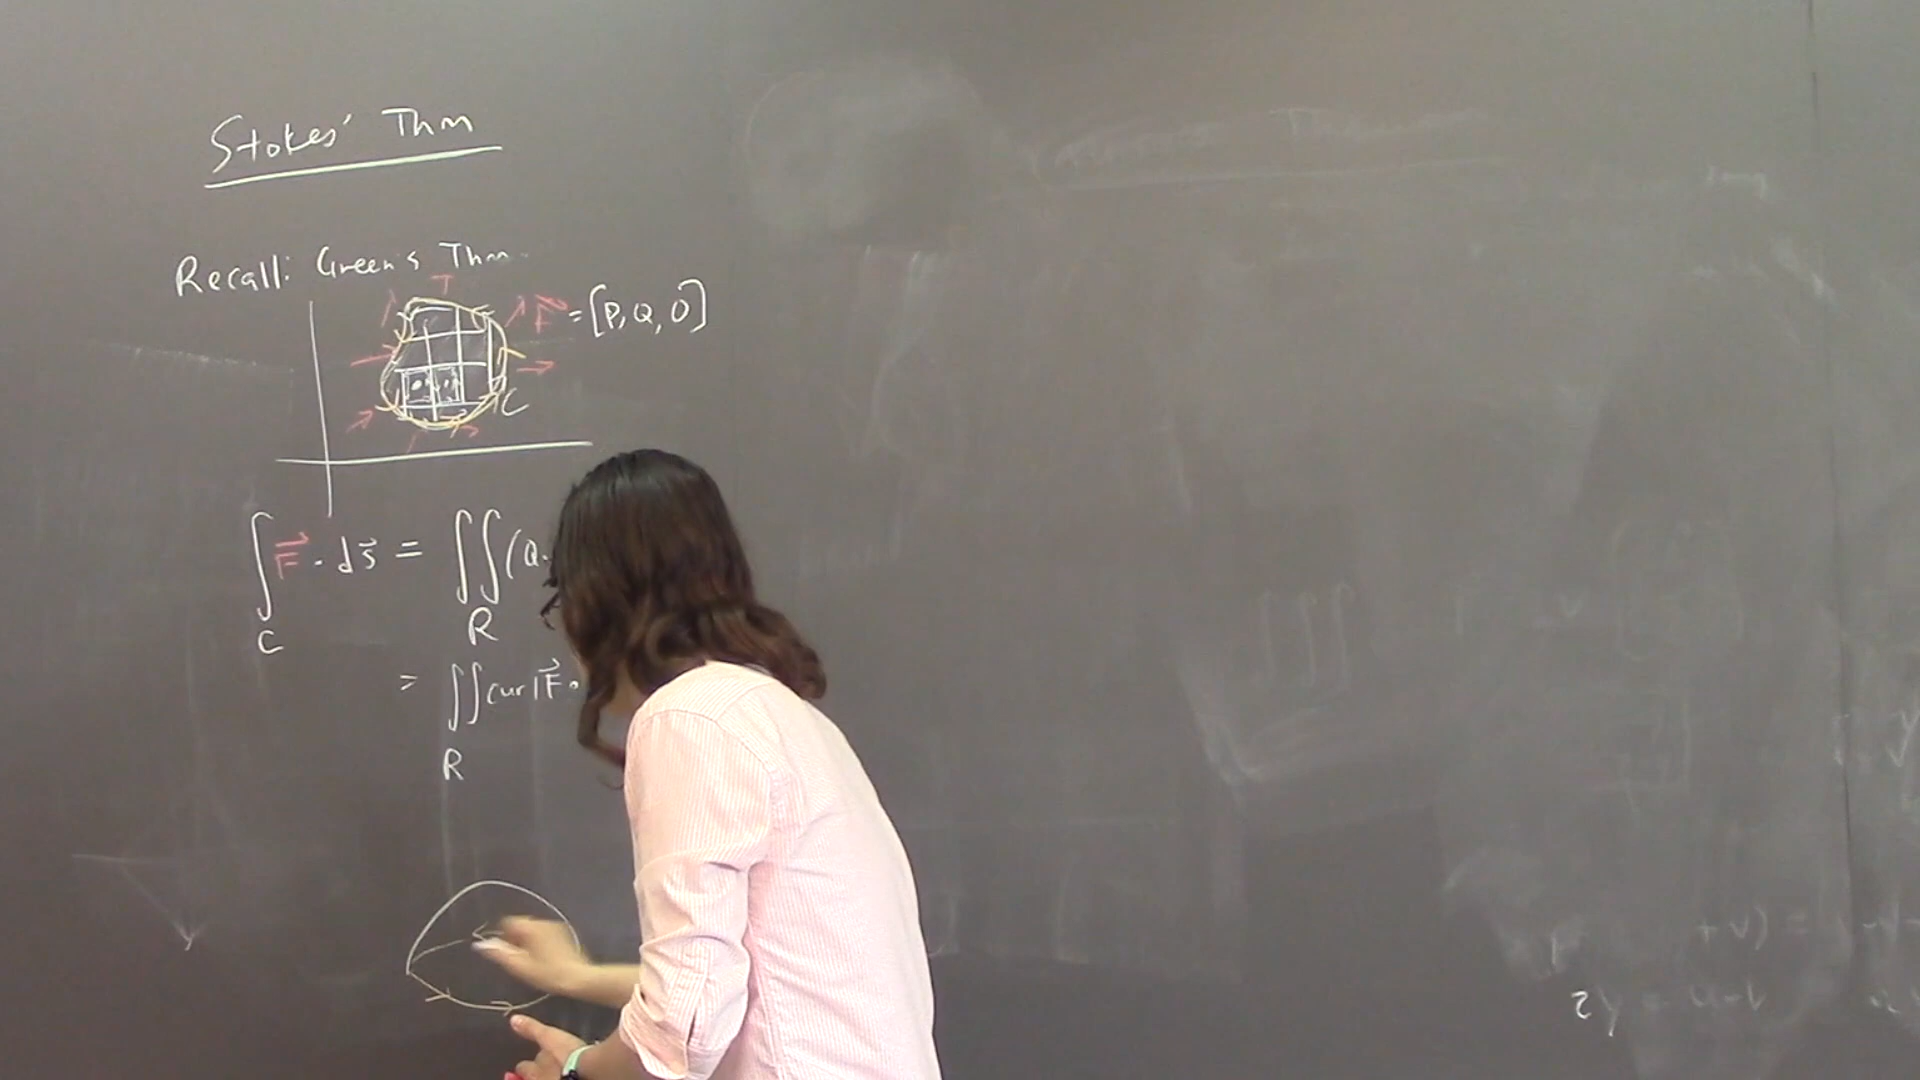 Stokes' Thm
Recall: Green's Thm.
F⃗ = [P, Q, 0]
C
∫ F⃗ · ds⃗ = ∬ (Q
C R
= ∬ curl F⃗ ·
R